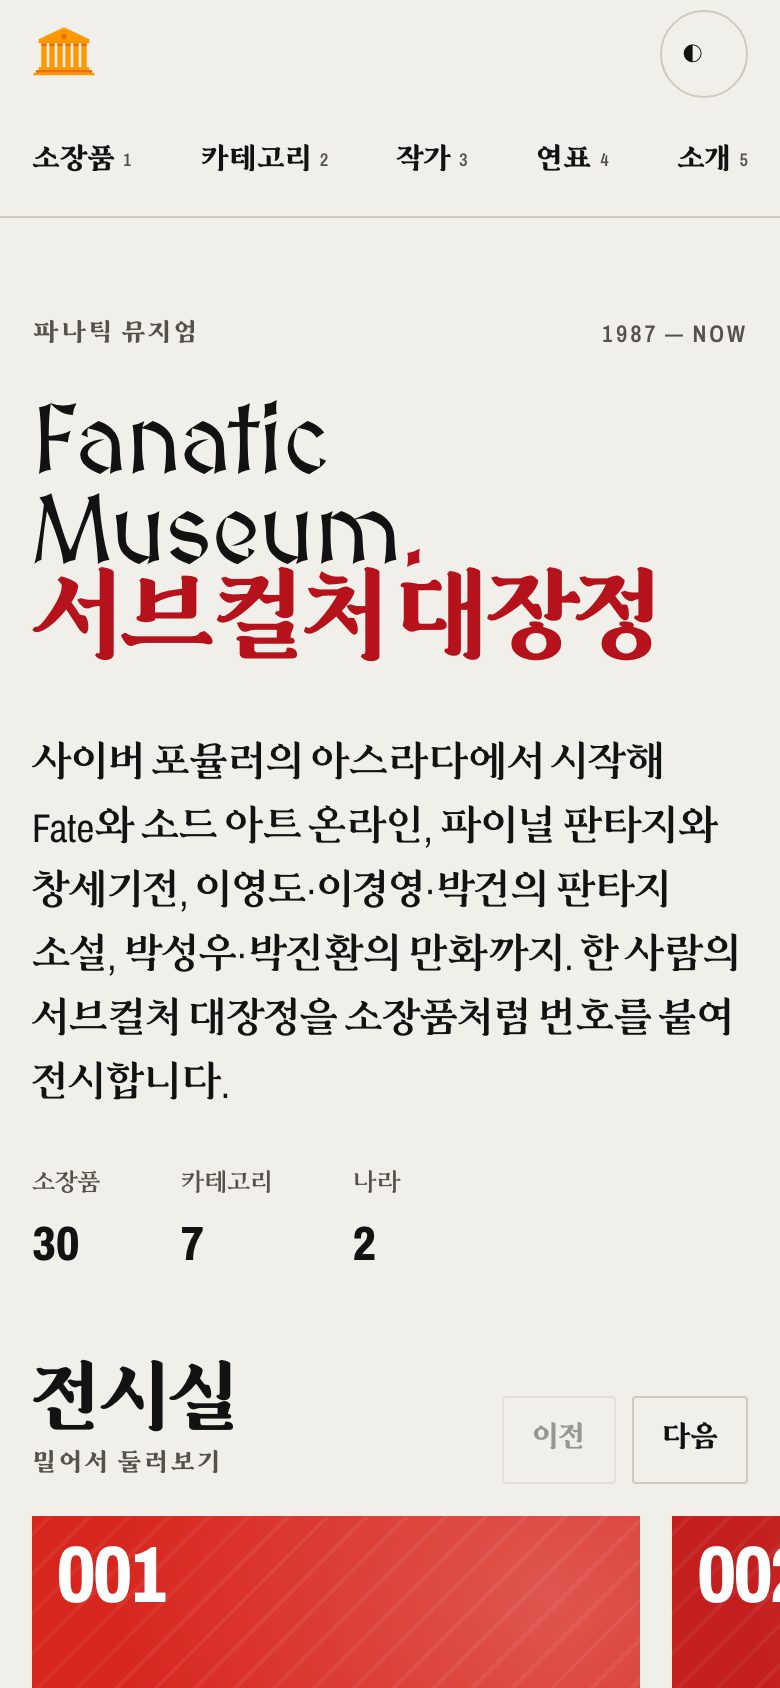 소장품 1 카테고리 2 작가 3 연표 4 소개 5
파나틱 뮤지엄
1987 — NOW
Fanatic
Museum.
서브컬처 대장정
사이버 포뮬러의 아스라다에서 시작해
Fate와 소드 아트 온라인, 파이널 판타지와
창세기전, 이영도·이경영·박건의 판타지
소설, 박성우·박진환의 만화까지. 한 사람의
서브컬처 대장정을 소장품처럼 번호를 붙여
전시합니다.
소장품 카테고리 나라
30 7 2
전시실
밀어서 둘러보기
이전 다음
001
002